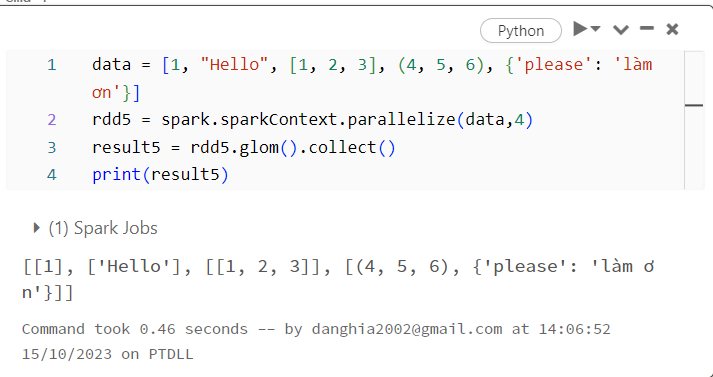 Python
1 data = [1, "Hello", [1, 2, 3], (4, 5, 6), {'please': 'làm
ơn'}]
2 rdd5 = spark.sparkContext.parallelize(data,4)
3 result5 = rdd5.glom().collect()
4 print(result5)
(1) Spark Jobs
[[1], ['Hello'], [[1, 2, 3]], [(4, 5, 6), {'please': 'làm ơ
n'}]]
Command took 0.46 seconds -- by danghia2002@gmail.com at 14:06:52
15/10/2023 on PTDLL